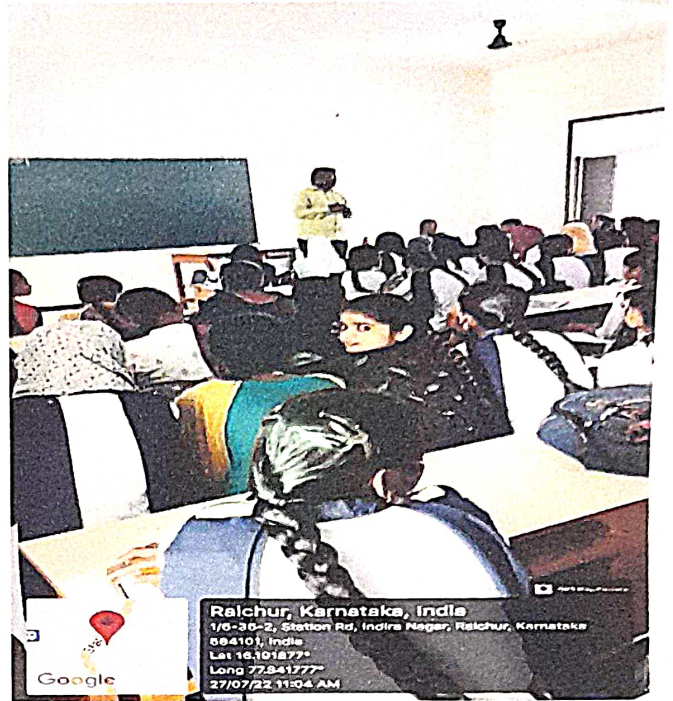 Google
Raichur, Karnataka, India
1/5-35-2, Station Rd, Indira Nagar, Raichur, Karnataka
584101, India
Lat 16.191877°
Long 77.341777°
27/07/22 11:04 AM